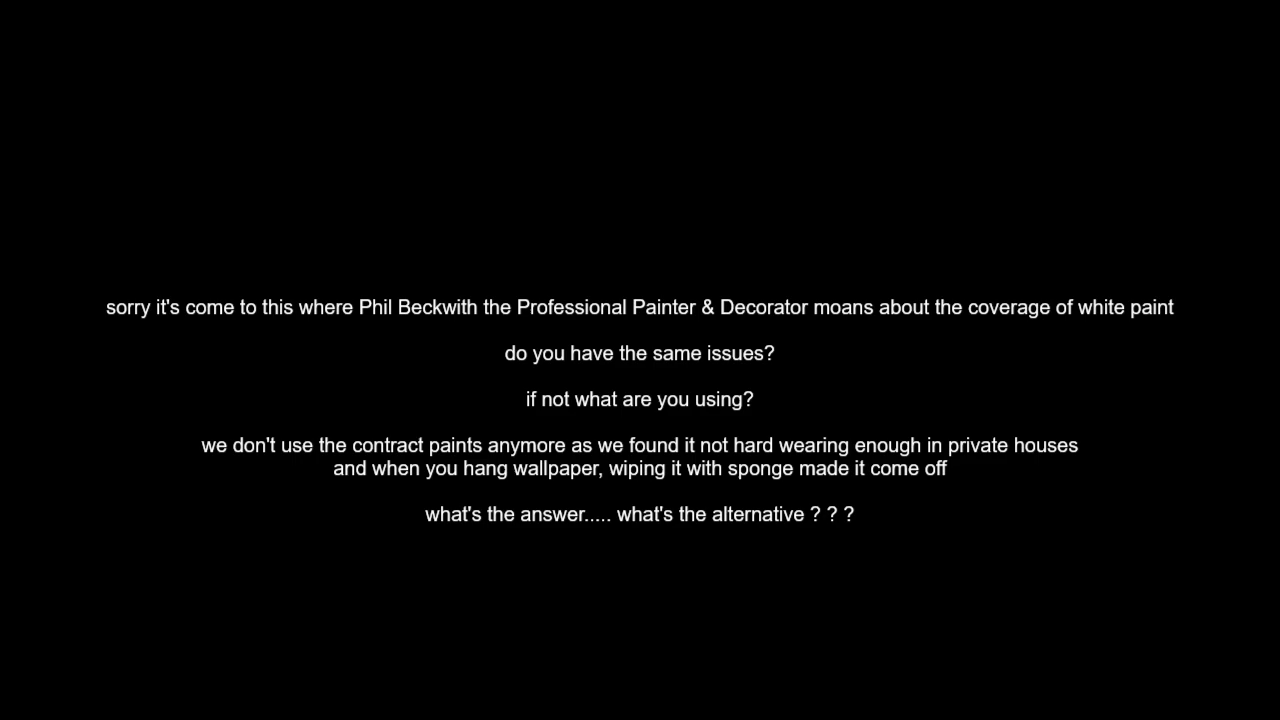 sorry it's come to this where Phil Beckwith the Professional Painter & Decorator moans about the coverage of white paint
do you have the same issues?
if not what are you using?
we don't use the contract paints anymore as we found it not hard wearing enough in private houses
and when you hang wallpaper, wiping it with sponge made it come off
what's the answer..... what's the alternative ? ? ?